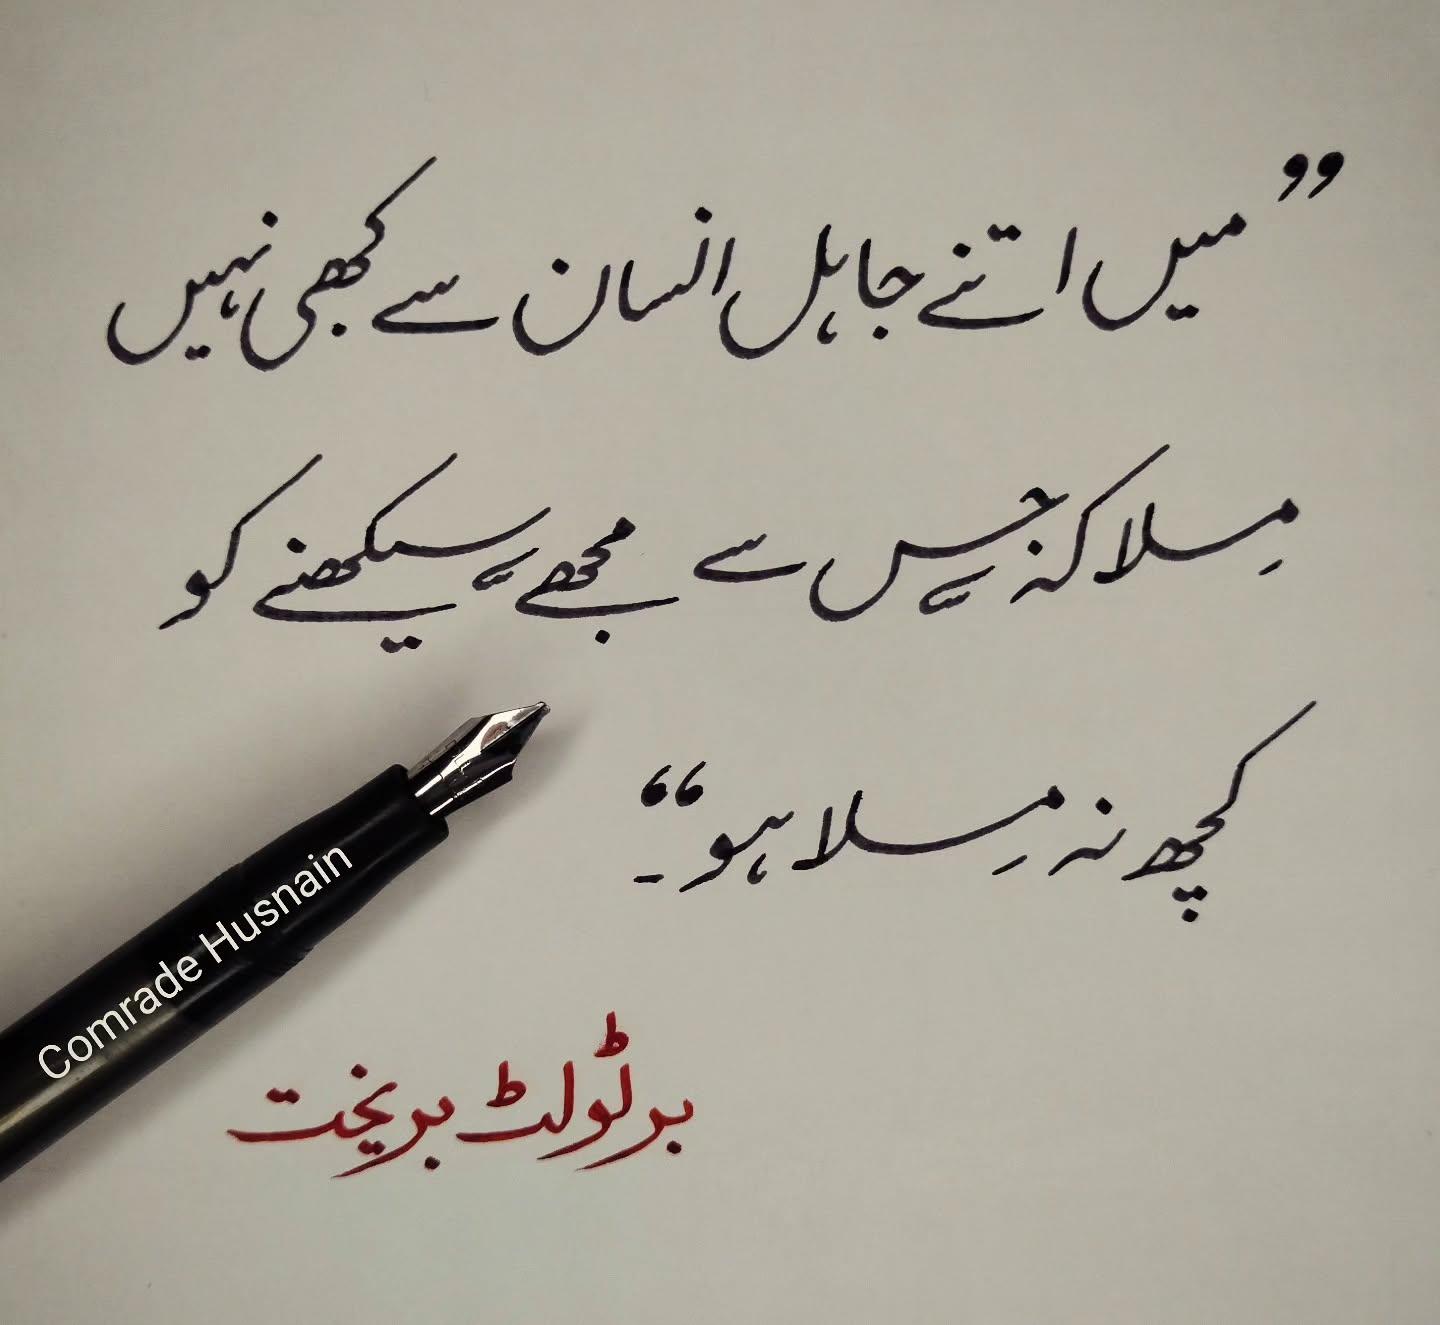 ”میں اتنے جاہل انسان سے کبھی نہیں
مِلا کہ جس سے مجھے سیکھنے کو
کچھ نہ مِلا ہو“۔
برٹولٹ بریخت
Comrade Husnain